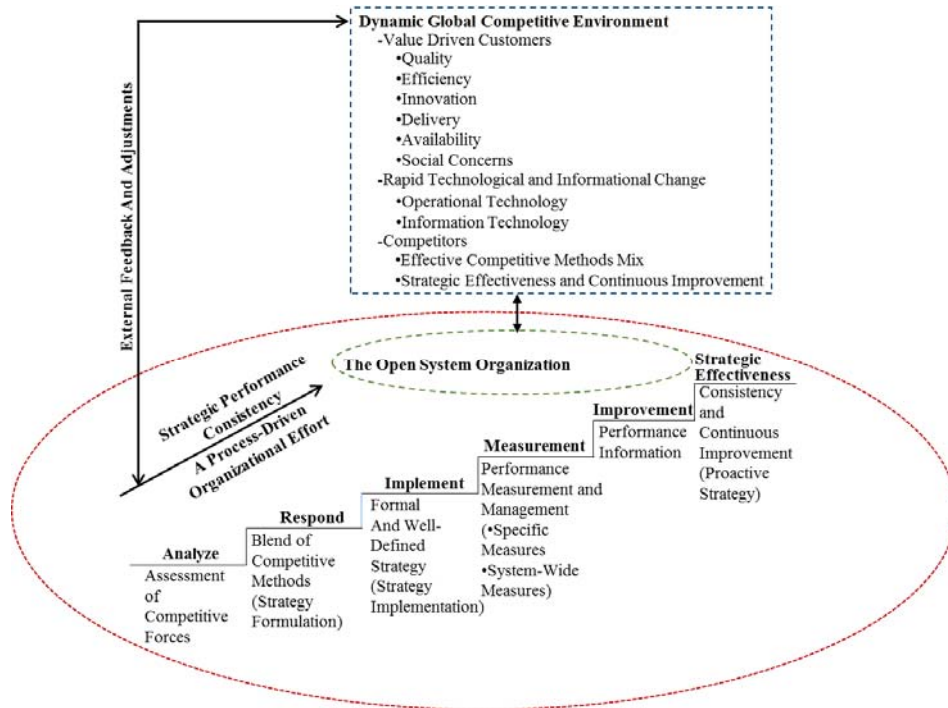 Dynamic Global Competitive Environment
-Value Driven Customers
•Quality
•Efficiency
•Innovation
•Delivery
•Availability
•Social Concerns
-Rapid Technological and Informational Change
•Operational Technology
•Information Technology
-Competitors
•Effective Competitive Methods Mix
•Strategic Effectiveness and Continuous Improvement
External Feedback And Adjustments
The Open System Organization
Strategic Performance
Consistency
A Process-Driven
Organizational Effort
Analyze
Assessment
of
Competitive
Forces
Respond
Blend of
Competitive
Methods
(Strategy
Formulation)
Implement
Formal
And Well-
Defined
Strategy
(Strategy
Implementation)
Measurement
Performance
Measurement and
Management
(•Specific
Measures
•System-Wide
Measures)
Improvement
Performance
Information
Strategic
Effectiveness
Consistency
and
Continuous
Improvement
(Proactive
Strategy)